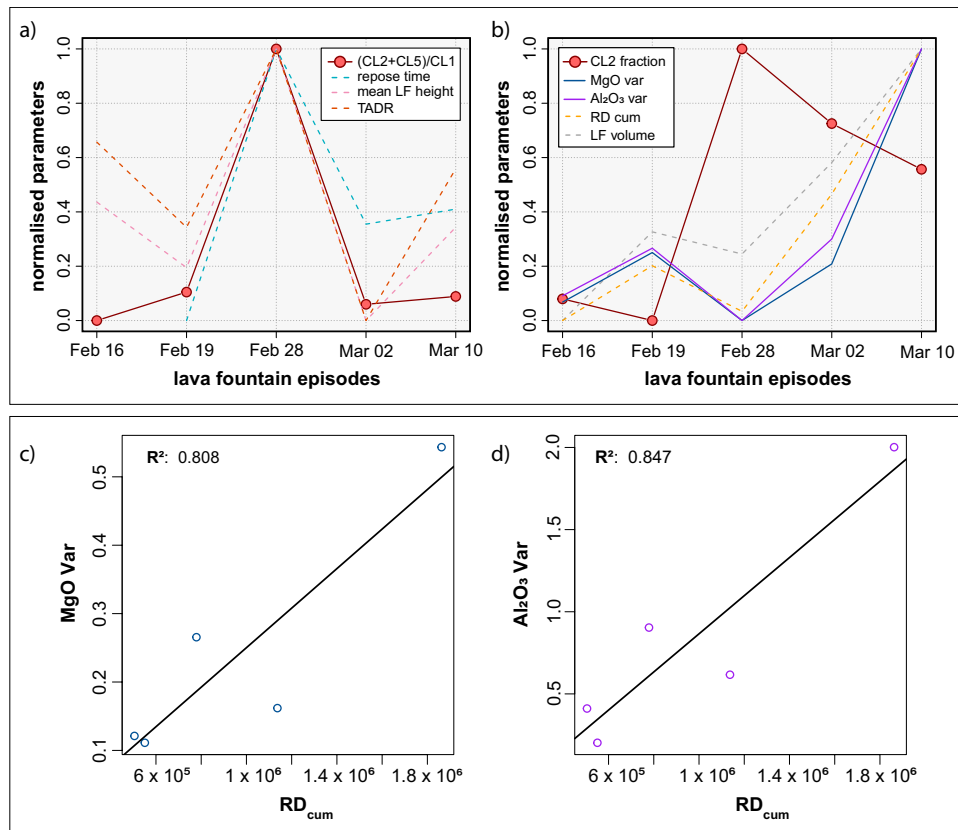 a)
normalised parameters
1.0
0.8
0.6
0.4
0.2
0.0
(CL2+CL5)/CL1
repose time
mean LF height
TADR
Feb 16 Feb 19 Feb 28 Mar 02 Mar 10
lava fountain episodes
b)
normalised parameters
1.0
0.8
0.6
0.4
0.2
0.0
CL2 fraction
MgO var
Al₂O₃ var
RD cum
LF volume
Feb 16 Feb 19 Feb 28 Mar 02 Mar 10
lava fountain episodes
c)
R²: 0.808
MgO Var
0.5
0.4
0.3
0.2
0.1
6 x 10⁵ 1 x 10⁶ 1.4 x 10⁶ 1.8 x 10⁶
RDcum
d)
R²: 0.847
Al₂O₃ Var
2.0
1.5
1.0
0.5
6 x 10⁵ 1 x 10⁶ 1.4 x 10⁶ 1.8 x 10⁶
RDcum